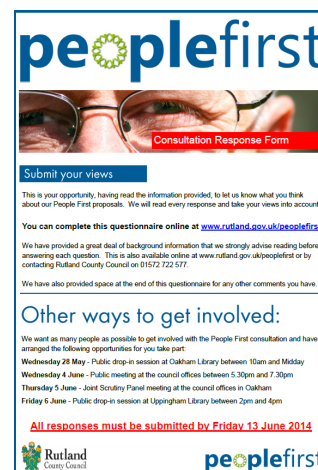 peoplefirst
Consultation Response Form
Submit your views
This is your opportunity, having read the information provided, to let us know what you think
about our People First proposals. We will read every response and take your views into account
You can complete this questionnaire online at www.rutland.gov.uk/peoplefirs
We have provided a great deal of background information that we strongly advise reading before
answering each question. This is also available online at www.rutland.gov.uk/peoplefirst or by
contacting Rutland County Council on 01572 722 577.
We have also provided space at the end of this questionnaire for any other comments you have.
Other ways to get involved:
We want as many people as possible to get involved with the People First consultation and have
arranged the following opportunities for you take part:
Wednesday 28 May - Public drop-in session at Oakham Library between 10am and Midday
Wednesday 4 June - Public meeting at the council offices between 5.30pm and 7.30pm
Thursday 5 June - Joint Scrutiny Panel meeting at the council offices in Oakham
Friday 6 June - Public drop-in session at Uppingham Library between 2pm and 4pm
All responses must be submitted by Friday 13 June 2014
Rutland
County Council
peoplefirst